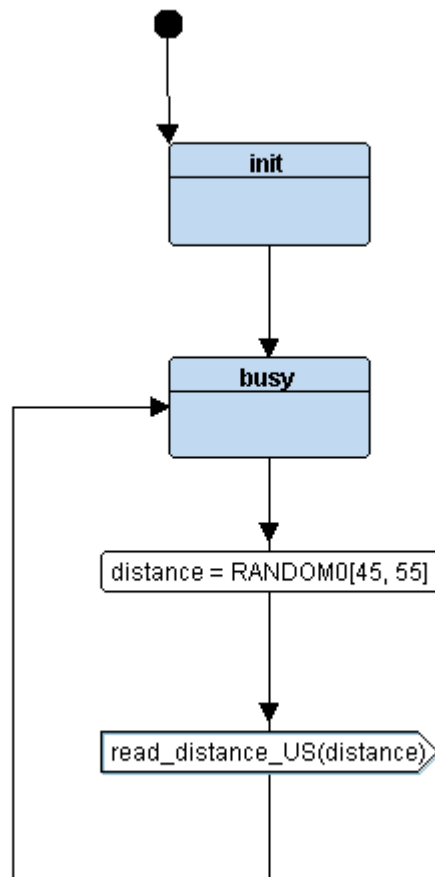 init
busy
distance = RANDOM0[45, 55]
read_distance_US(distance)